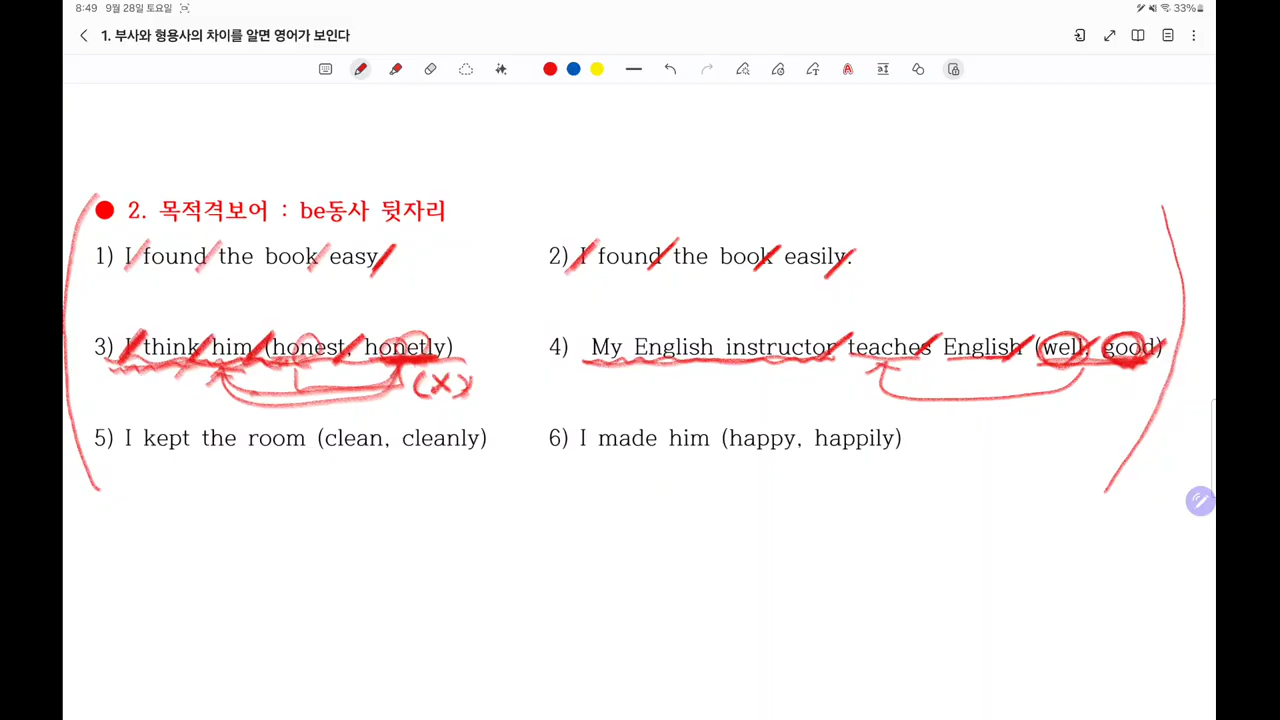 8:49 9월 28일 토요일 33%
1. 부사와 형용사의 차이를 알면 영어가 보인다
2. 목적격보어 : be동사 뒷자리
1) I found the book easy.
2) I found the book easily.
3) I think him (honest, honetly)
4) My English instructor teaches English (well, good)
(X)
5) I kept the room (clean, cleanly)
6) I made him (happy, happily)